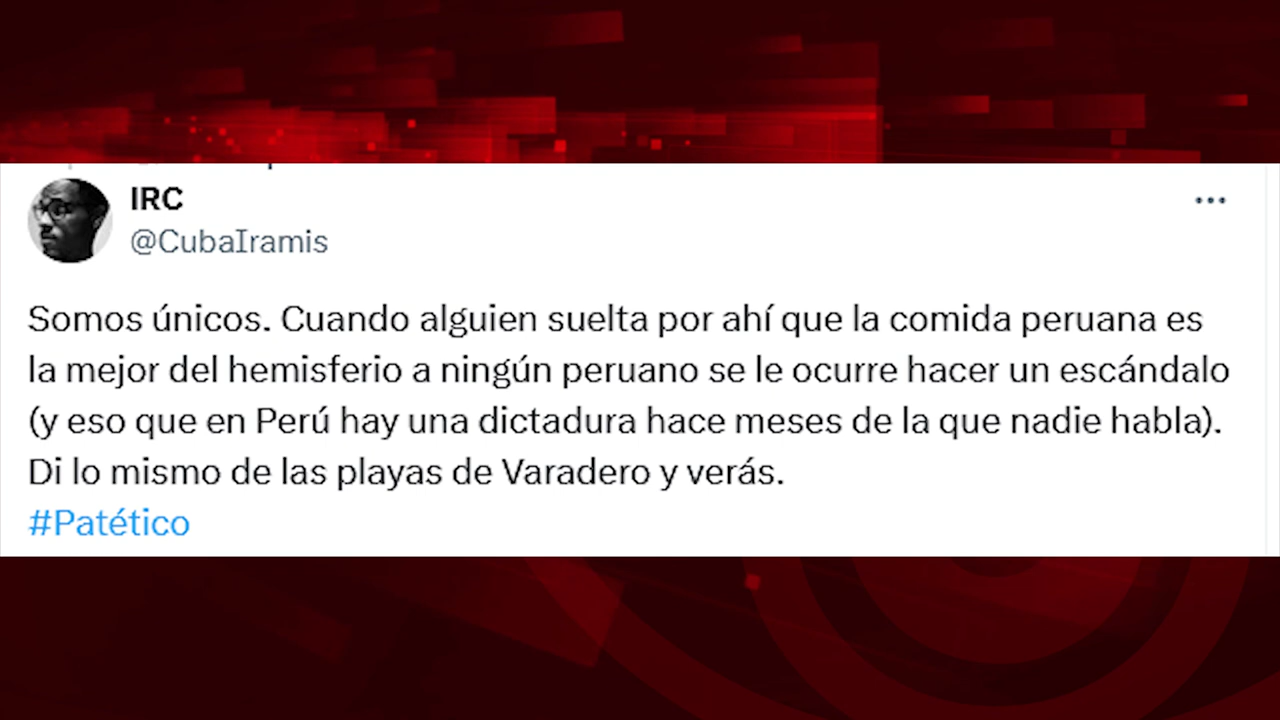 IRC
@CubaIramis
Somos únicos. Cuando alguien suelta por ahí que la comida peruana es
la mejor del hemisferio a ningún peruano se le ocurre hacer un escándalo
(y eso que en Perú hay una dictadura hace meses de la que nadie habla).
Di lo mismo de las playas de Varadero y verás.
#Patético